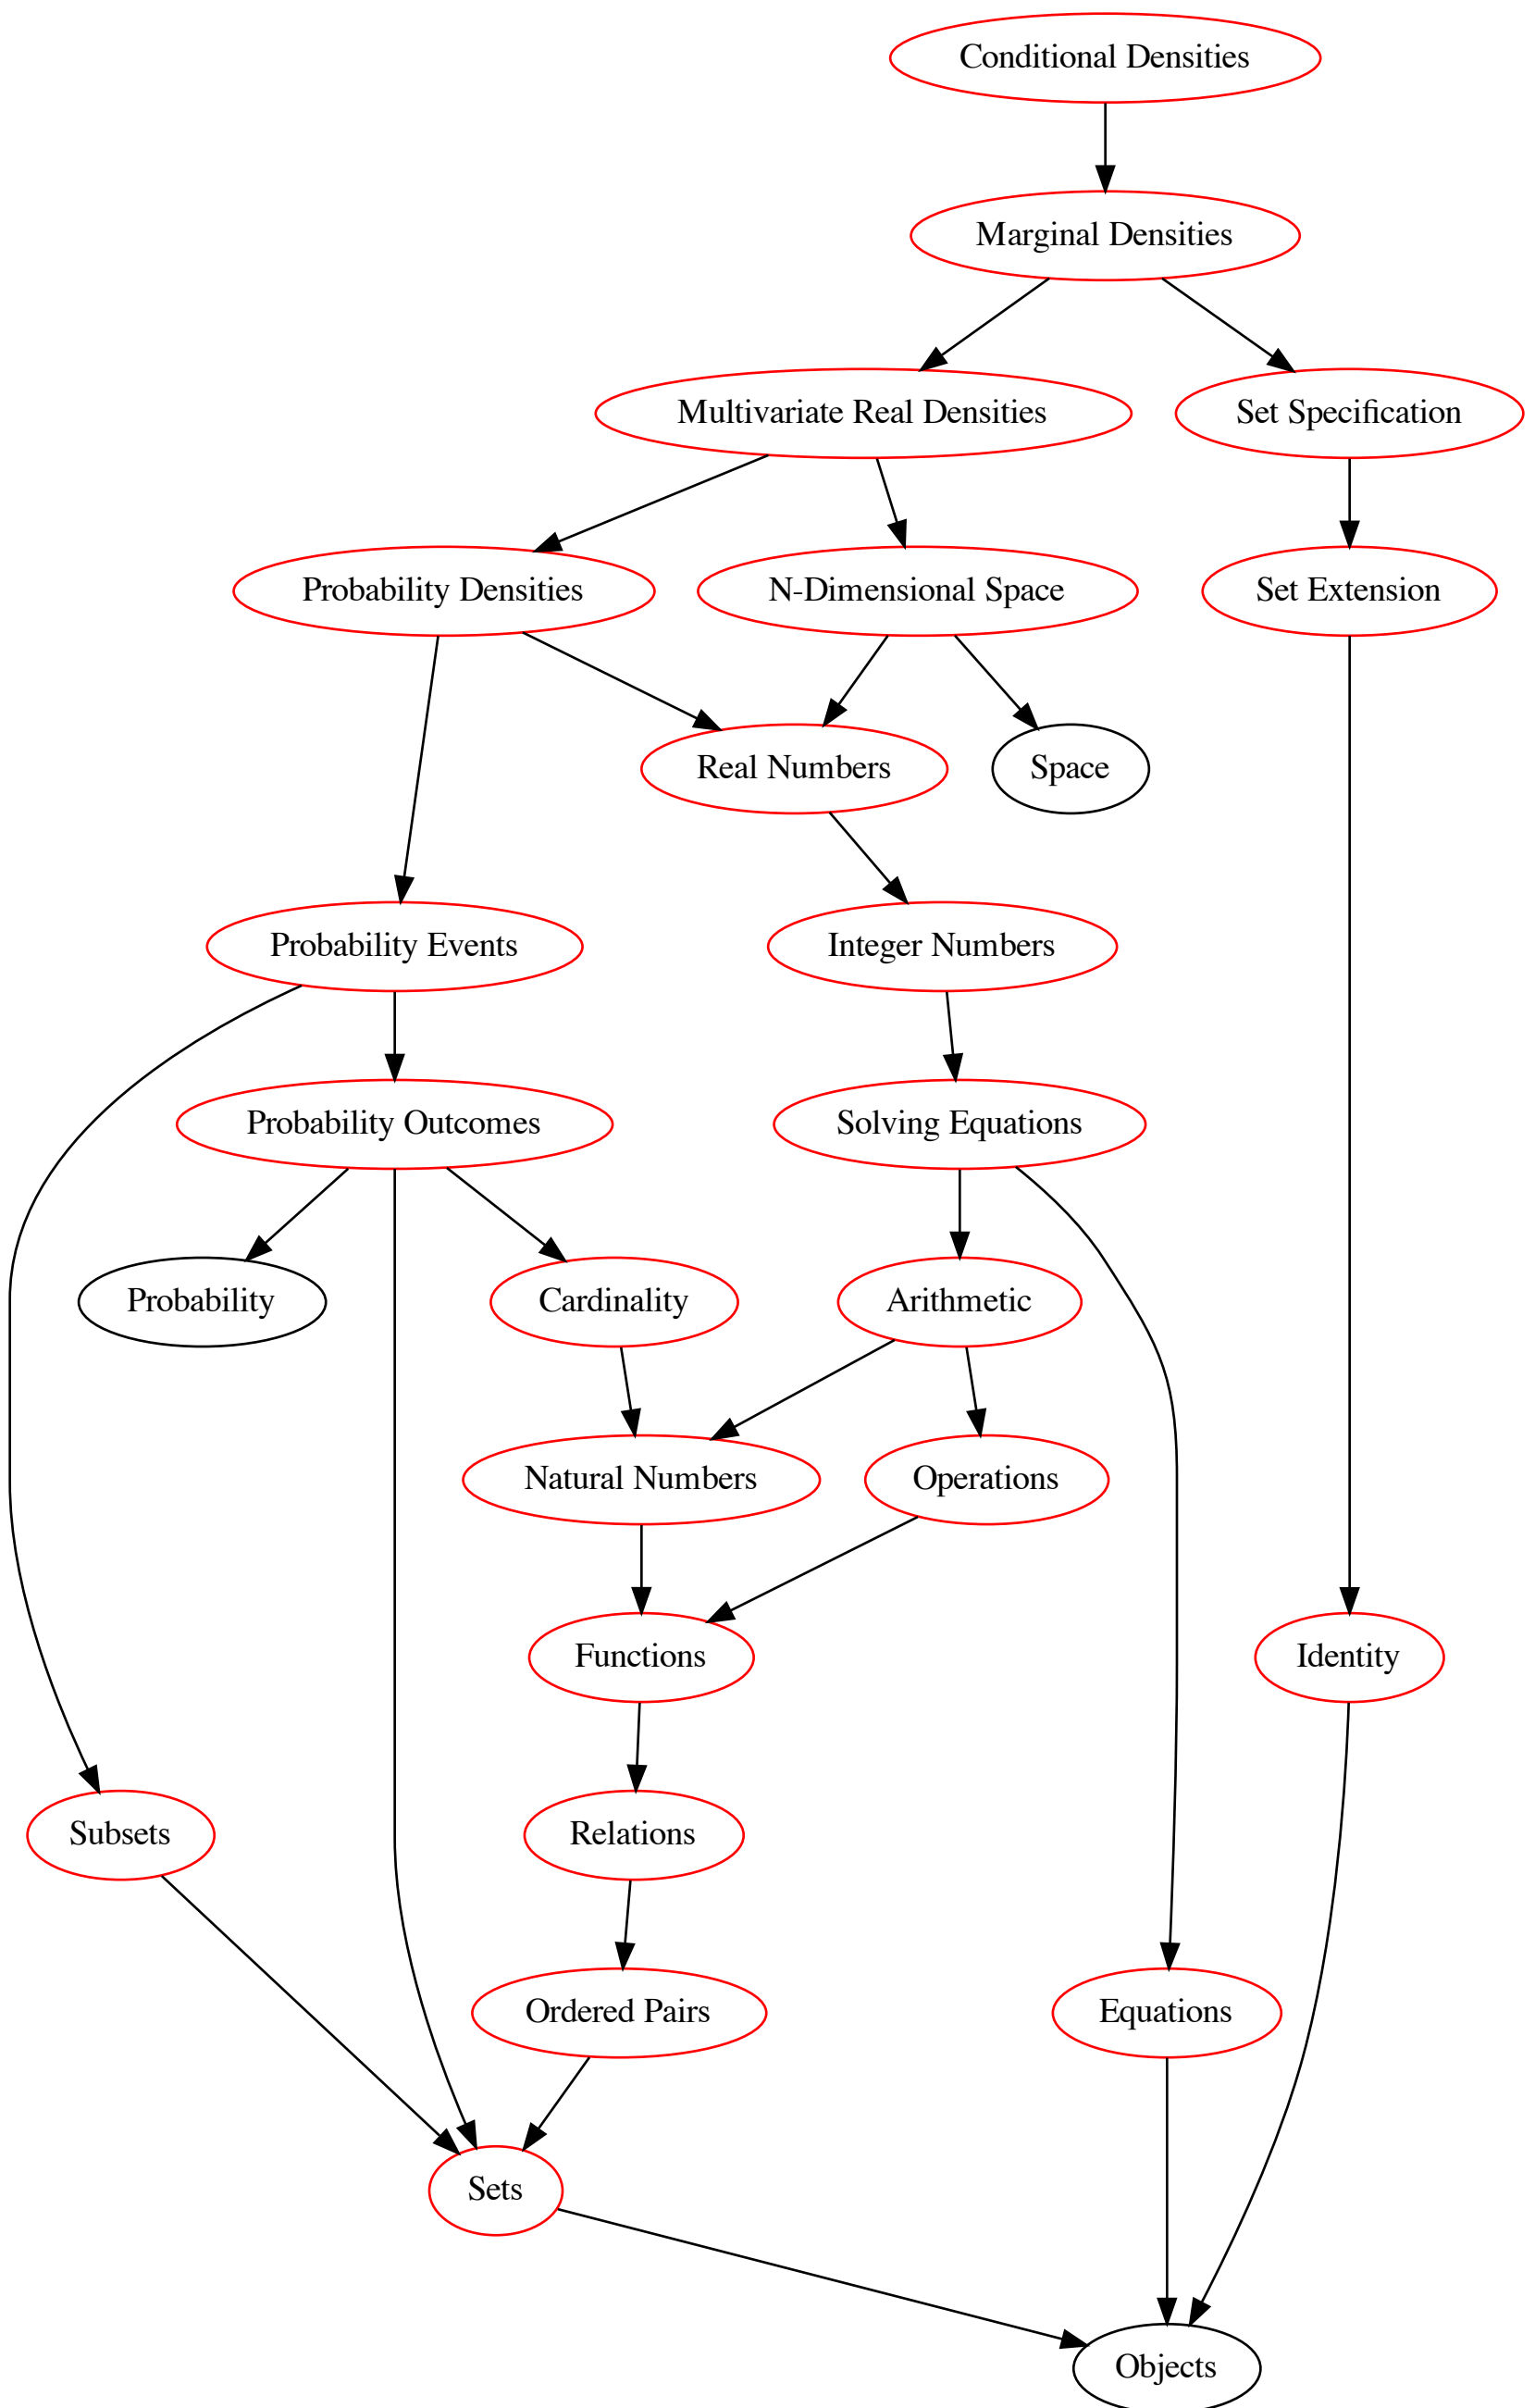 Conditional Densities
Marginal Densities
Multivariate Real Densities
Set Specification
Probability Densities
N-Dimensional Space
Set Extension
Real Numbers
Space
Probability Events
Integer Numbers
Probability Outcomes
Solving Equations
Probability
Cardinality
Arithmetic
Natural Numbers
Operations
Functions
Identity
Subsets
Relations
Ordered Pairs
Equations
Sets
Objects